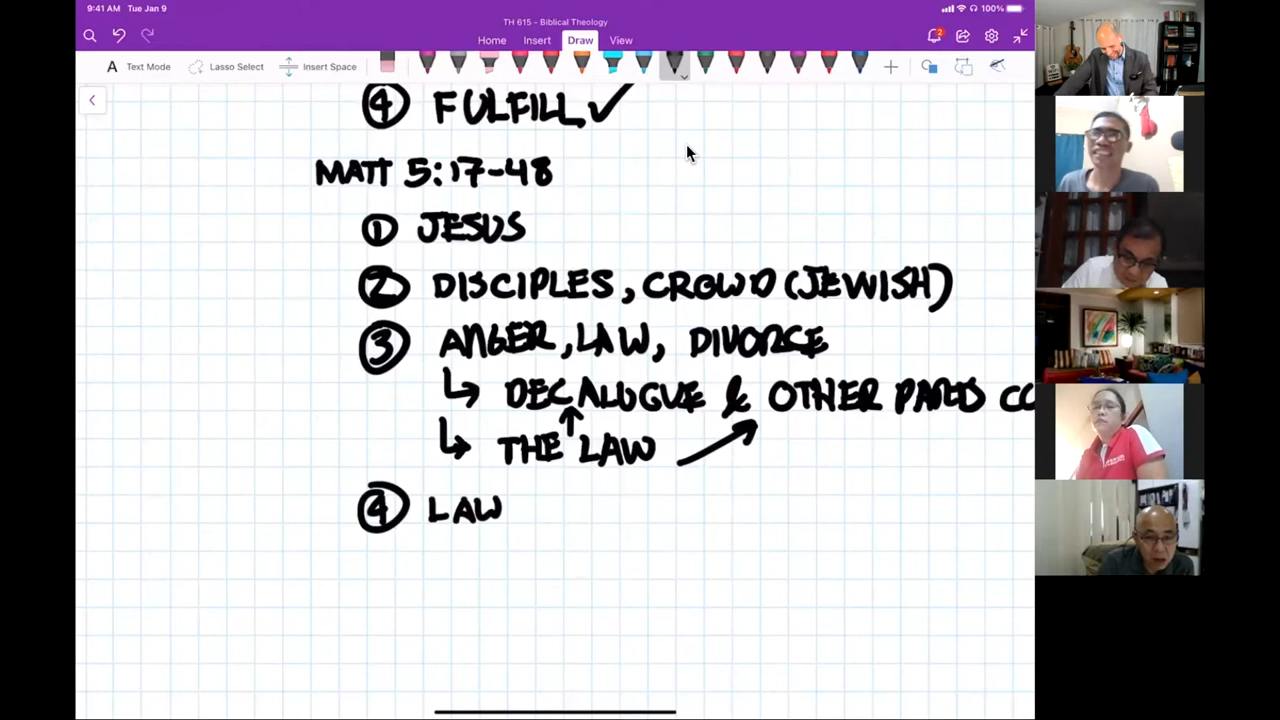 9:41 AM Tue Jan 9
100%
TH 615 - Biblical Theology
Home Insert Draw View
2
A Text Mode Lasso Select Insert Space
④ FULFILL ✓
MATT 5:17-48
① JESUS
② DISCIPLES, CROWD (JEWISH)
③ ANGER, LAW, DIVORCE
↳ DECALOGUE & OTHER
↳ THE LAW
④ LAW